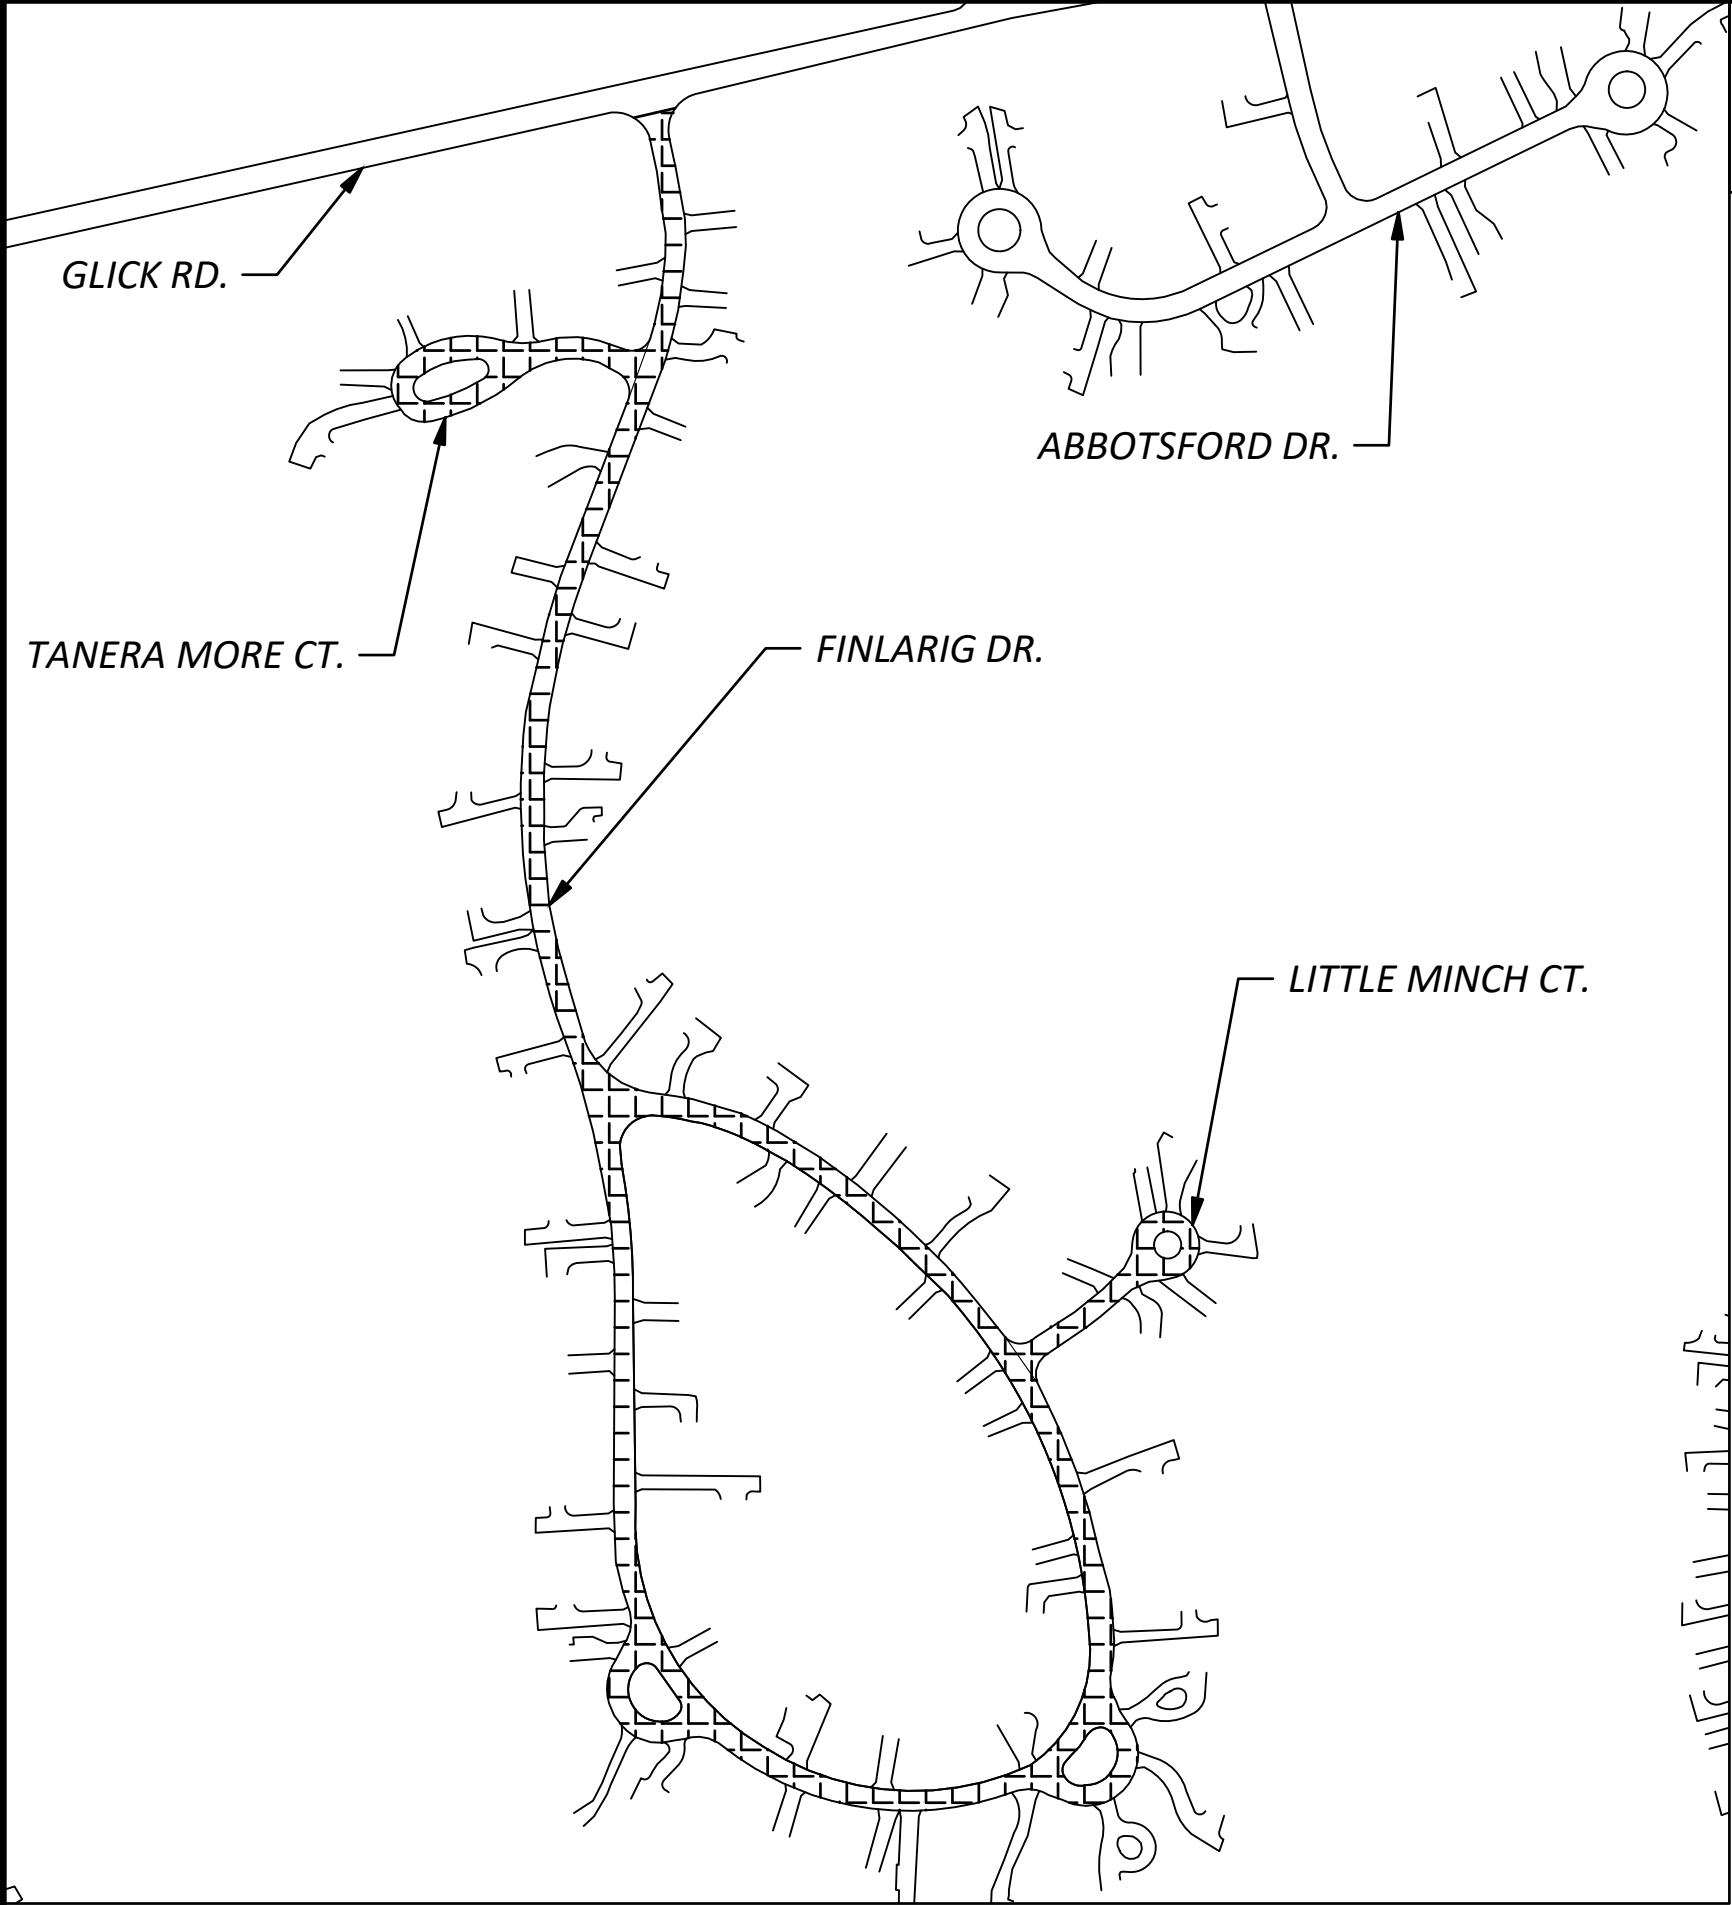 GLICK RD.
ABBOTSFORD DR.
TANERA MORE CT.
FINLARIG DR.
LITTLE MINCH CT.